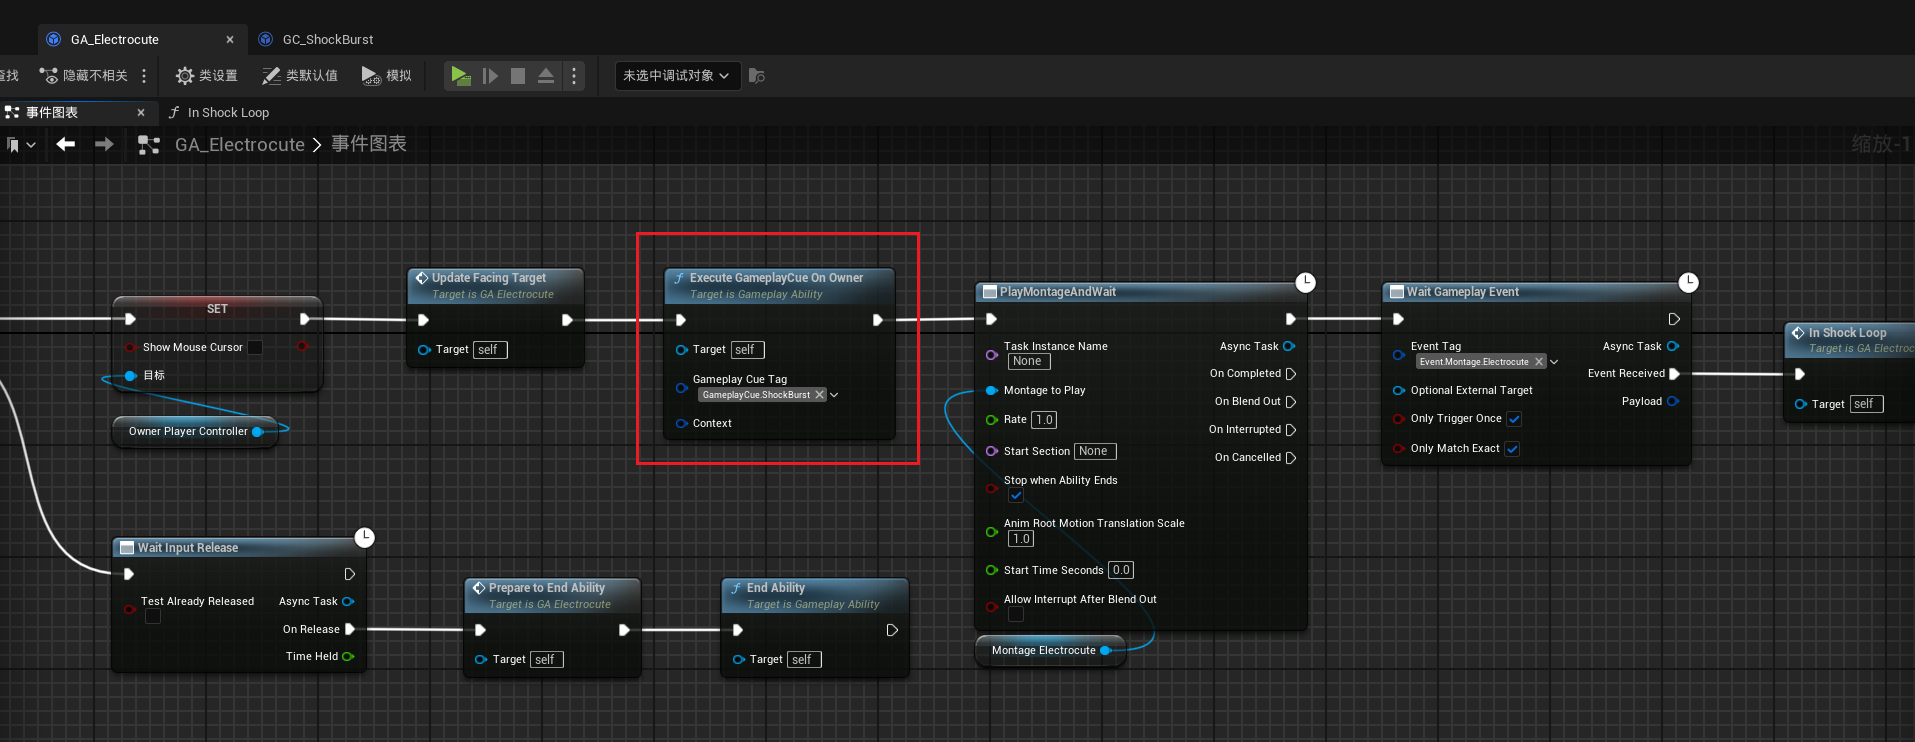 GA_Electrocute
GC_ShockBurst
查找
隐藏不相关
类设置
类默认值
模拟
未选中调试对象
事件图表
In Shock Loop
GA_Electrocute > 事件图表
缩放-1
SET
Show Mouse Cursor
目标
Owner Player Controller
Update Facing Target
Target is GA Electrocute
Target self
Execute GameplayCue On Owner
Target is Gameplay Ability
Target self
Gameplay Cue Tag
GameplayCue.ShockBurst
Context
PlayMontageAndWait
Task Instance Name
None
Async Task
On Completed
Montage to Play
On Blend Out
Rate 1.0
On Interrupted
Start Section None
On Cancelled
Stop when Ability Ends
Anim Root Motion Translation Scale
1.0
Start Time Seconds 0.0
Allow Interrupt After Blend Out
Montage Electrocute
Wait Gameplay Event
Event Tag
Event.Montage.Electrocute
Async Task
Event Received
Optional External Target
Payload
Only Trigger Once
Only Match Exact
In Shock Loop
Target is GA Electroc
Target self
Wait Input Release
Test Already Released
Async Task
On Release
Time Held
Prepare to End Ability
Target is GA Electrocute
Target self
End Ability
Target is Gameplay Ability
Target self